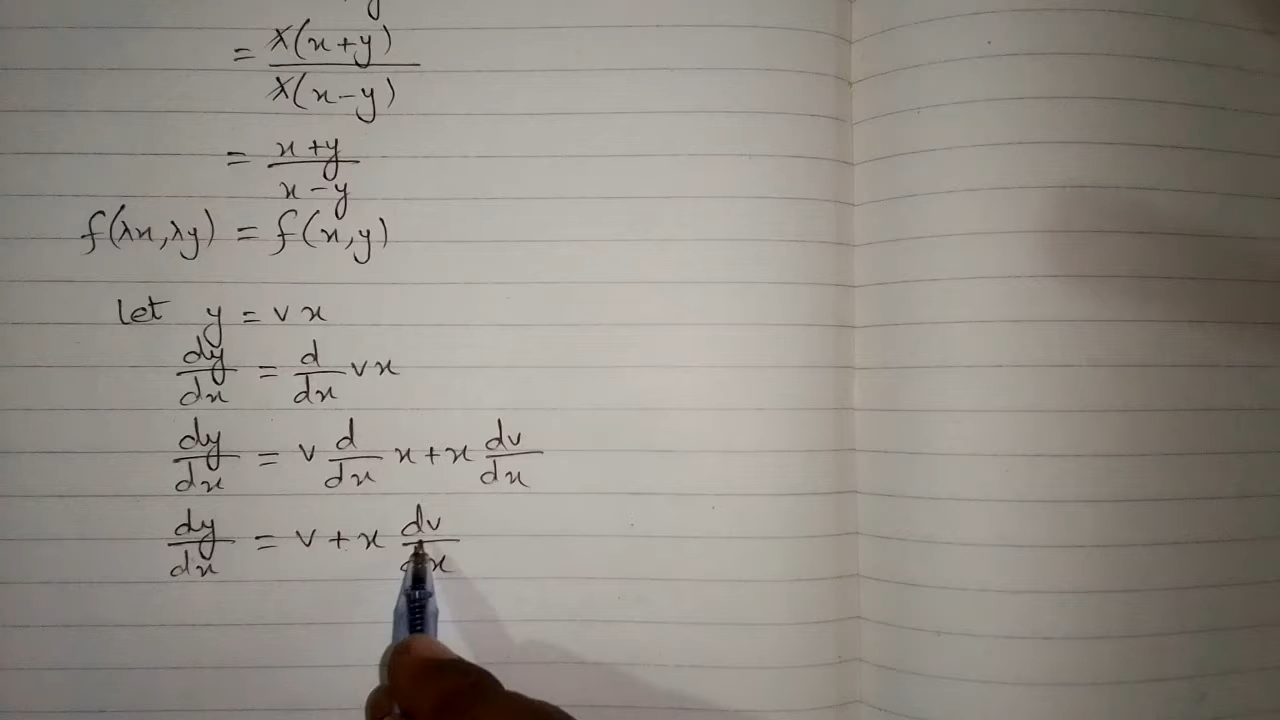 = λ(x+y)/λ(x-y)
= x+y/x-y
f(λx,λy) = f(x,y)
let y = vx
dy/dx = d/dx vx
dy/dx = v d/dx x + x dv/dx
dy/dx = v + x dv/dx